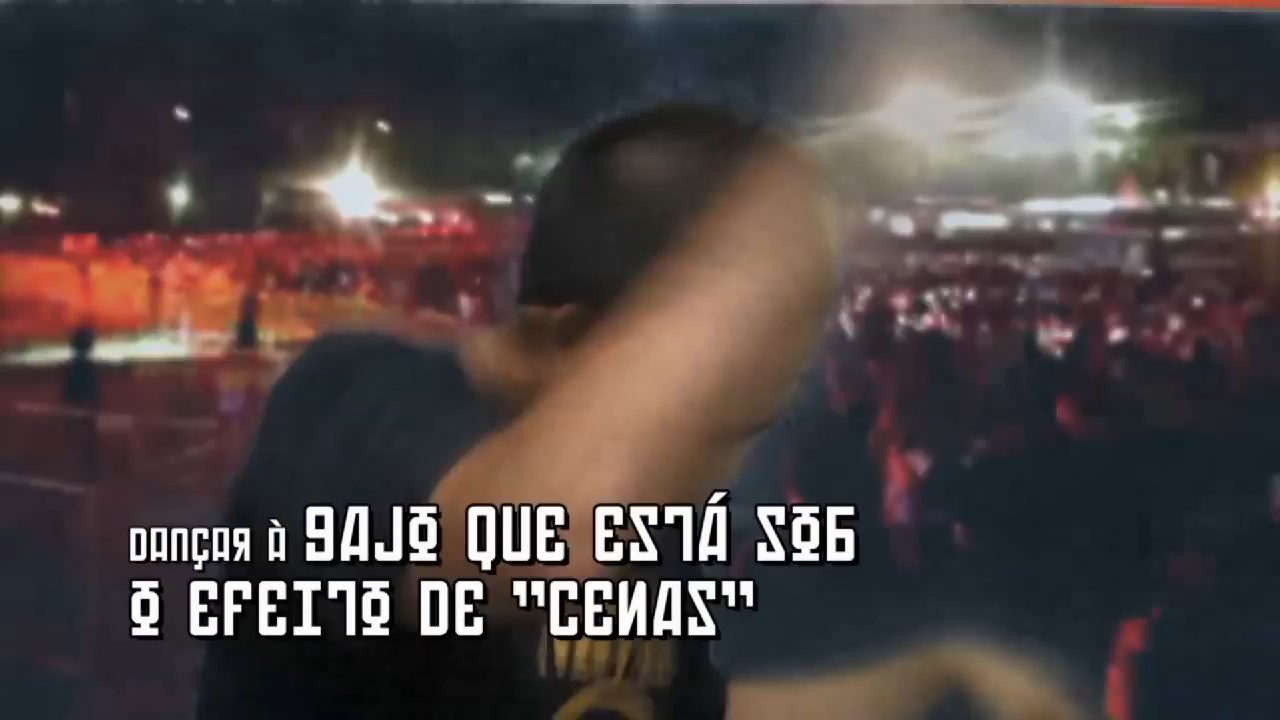 DANÇAR À GAJO QUE ESTÁ SOB
O EFEITO DE "CENAS"